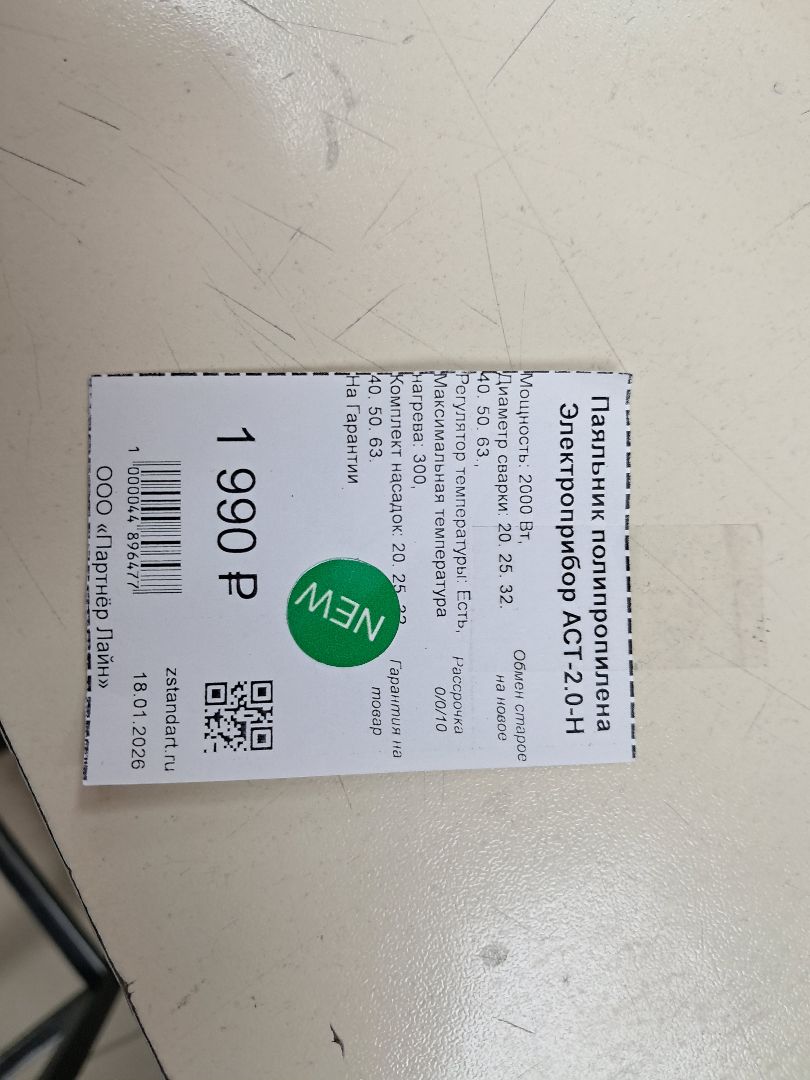 Паяльник полипропилена
Электроприбор АСТ-2.0-Н
Мощность: 2000 Вт,
Диаметр сварки: 20. 25. 32.
40. 50. 63.,
Регулятор температуры: Есть,
Максимальная температура
нагрева: 300,
Комплект насадок: 20. 25. 32.
40. 50. 63.
На Гарантии
Обмен старое
на новое
Рассрочка
0/0/10
Гарантия на
товар
NEW
1 990 ₽
1 000044 896477
ООО «Партнёр Лайн»
zstandart.ru
18.01.2026